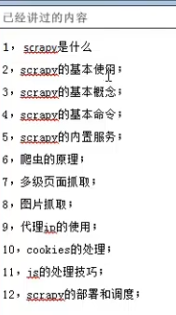 已经讲过的内容
1，scrapy是什么
2，scrapy的基本使用；
3，scrapy的基本概念；
4，scrapy的基本命令；
5，scrapy的内置服务；
6，爬虫的原理；
7，多级页面抓取；
8，图片抓取；
9，代理ip的使用；
10，cookies的处理；
11，js的处理技巧；
12，scrapy的部署和调度；